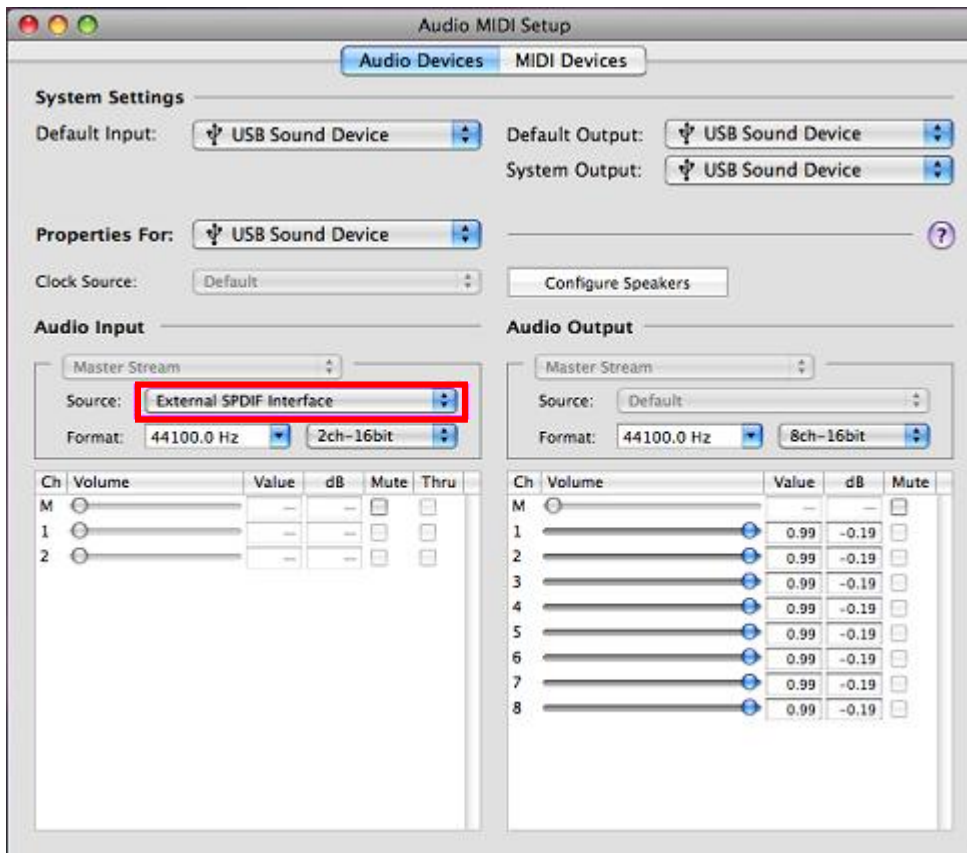 Audio MIDI Setup
Audio Devices MIDI Devices
System Settings
Default Input: USB Sound Device Default Output: USB Sound Device
System Output: USB Sound Device
Properties For: USB Sound Device ?
Clock Source: Default Configure Speakers
Audio Input Audio Output
Master Stream Master Stream
Source: External SPDIF Interface Source: Default
Format: 44100.0 Hz 2ch-16bit Format: 44100.0 Hz 8ch-16bit
Ch Volume Value dB Mute Thru Ch Volume Value dB Mute
M -- -- M -- --
1 -- -- 1 0.99 -0.19
2 -- -- 2 0.99 -0.19
3 0.99 -0.19
4 0.99 -0.19
5 0.99 -0.19
6 0.99 -0.19
7 0.99 -0.19
8 0.99 -0.19